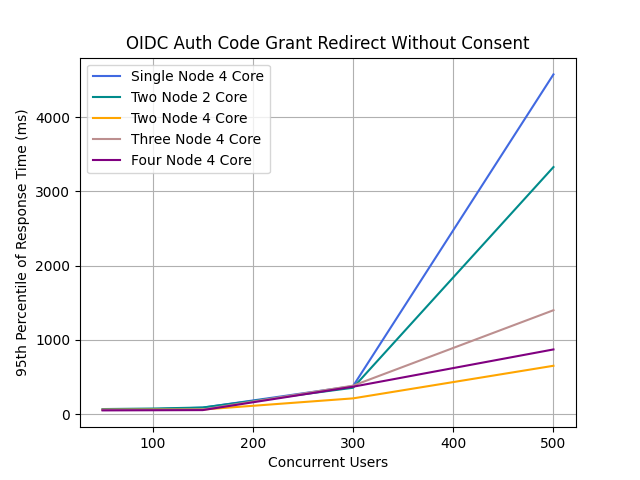 OIDC Auth Code Grant Redirect Without Consent
Single Node 4 Core
Two Node 2 Core
Two Node 4 Core
Three Node 4 Core
Four Node 4 Core
95th Percentile of Response Time (ms)
4000
3000
2000
1000
0
100 200 300 400 500
Concurrent Users